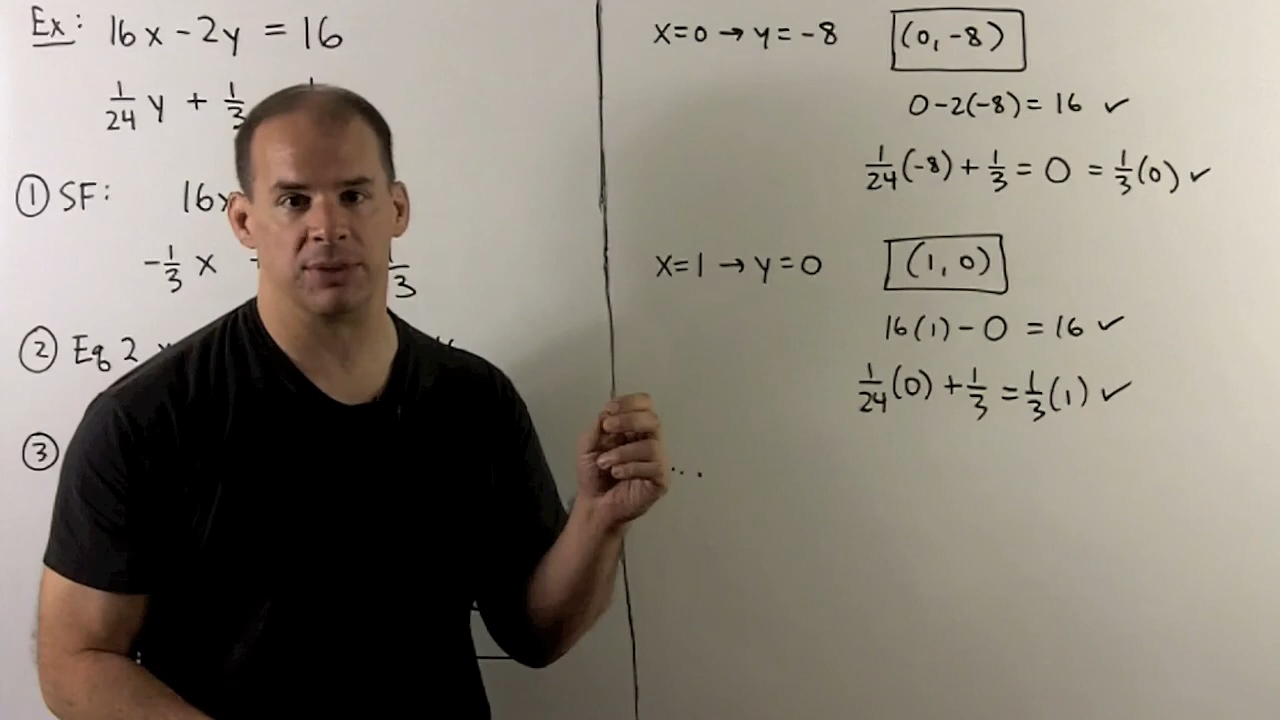 Ex: 16x - 2y = 16
1/24 y + 1/3
① SF: 16x
-1/3 x 1/3
② Eq 2
③
x=0 → y = -8 (0, -8)
0-2(-8) = 16 ✓
1/24(-8) + 1/3 = 0 = 1/3(0) ✓
x=1 → y=0 (1, 0)
16(1) - 0 = 16 ✓
1/24(0) + 1/3 = 1/3(1) ✓
...